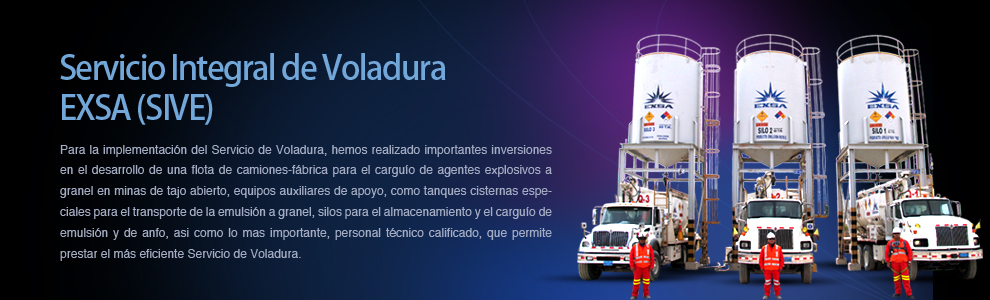 Servicio Integral de Voladura
EXSA (SIVE)
Para la implementación del Servicio de Voladura, hemos realizado importantes inversiones
en el desarrollo de una flota de camiones-fábrica para el carguío de agentes explosivos a
granel en minas de tajo abierto, equipos auxiliares de apoyo, como tanques cisternas espe-
ciales para el transporte de la emulsión a granel, silos para el almacenamiento y el carguío de
emulsión y de anfo, asi como lo mas importante, personal técnico calificado, que permite
prestar el más eficiente Servicio de Voladura.
EXSA
EXSA
EXSA
SILO 2
SILO 1